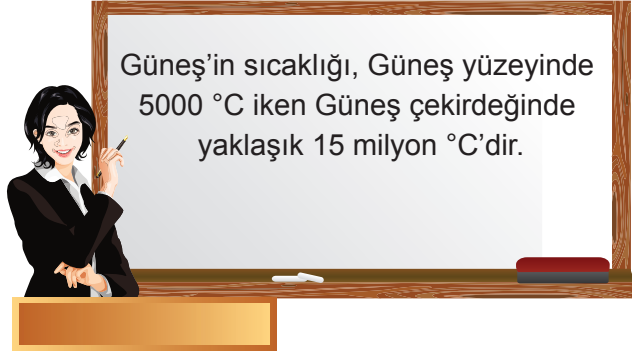 Güneş’in sıcaklığı, Güneş yüzeyinde
5000 °C iken Güneş çekirdeğinde
yaklaşık 15 milyon °C’dir.